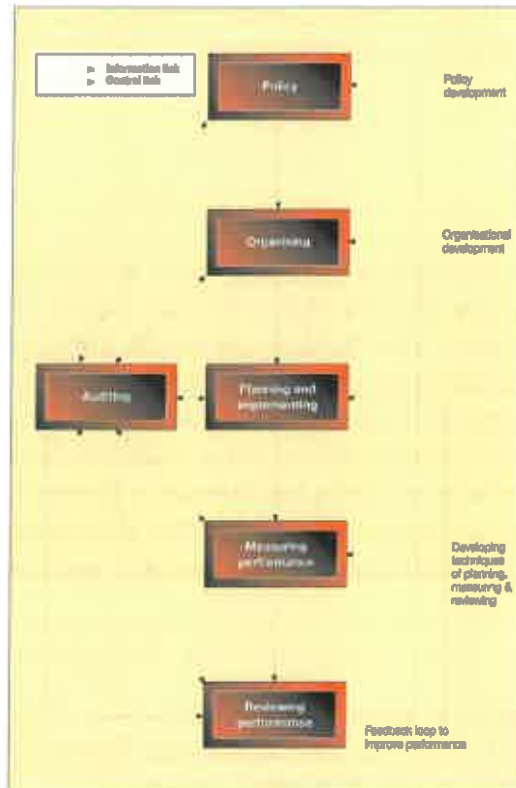 Information link
Control link
Policy
Policy
development
Organising
Organisational
development
Auditing
Planning and
implementing
Measuring
performance
Developing
techniques
of planning,
measuring &
reviewing
Reviewing
performance
Feedback loop to
improve performance